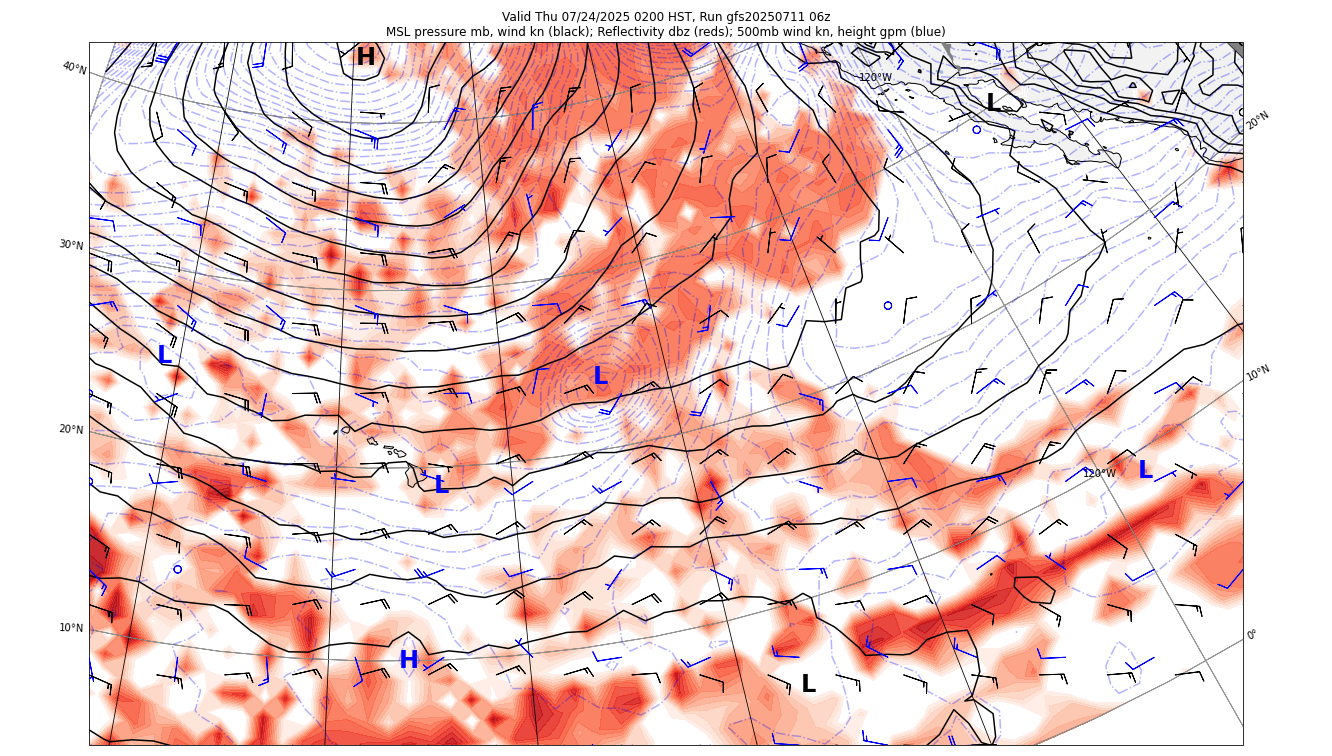 Valid Thu 07/24/2025 0200 HST, Run gfs20250711 06z
MSL pressure mb, wind kn (black); Reflectivity dbz (reds); 500mb wind kn, height gpm (blue)
H
40°N
120°W
L
20°N
30°N
L
L
10°N
20°N
L
120°W
L
10°N
0°
H
L